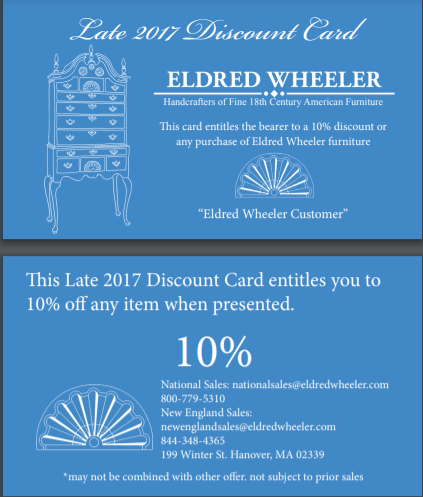 Late 2017 Discount Card
ELDRED WHEELER
Handcrafters of Fine 18th Century American Furniture
This card entitles the bearer to a 10% discount or
any purchase of Eldred Wheeler furniture
“Eldred Wheeler Customer”
This Late 2017 Discount Card entitles you to
10% off any item when presented.
10%
National Sales: nationalsales@eldredwheeler.com
800-779-5310
New England Sales:
newenglandsales@eldredwheeler.com
844-348-4365
199 Winter St. Hanover, MA 02339
*may not be combined with other offer. not subject to prior sales